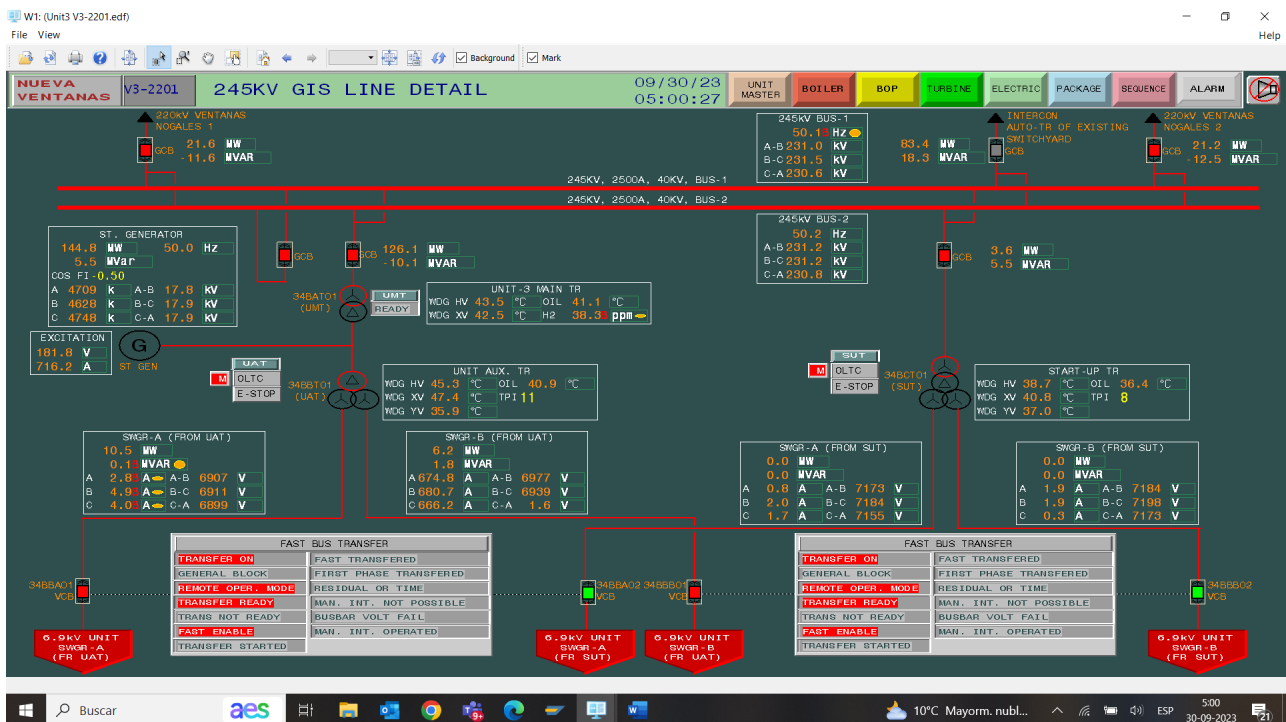 W1: (Unit3 V3-2201.edf)
File View Help
Background Mark
NUEVA VENTANAS
V3-2201
245KV GIS LINE DETAIL
09/30/23
05:00:27
UNIT MASTER
BOILER
BOP
TURBINE
ELECTRIC
PACKAGE
SEQUENCE
ALARM
220kV VENTANAS
NOGALES 1
GCB
21.6 MW
-11.6 MVAR
245kV BUS-1
50.1 Hz
A-B 231.0 kV
B-C 231.5 kV
C-A 230.6 kV
83.4 MW
18.3 MVAR
INTERCON
AUTO-TR OF EXISTING
SWITCHYARD
GCB
220kV VENTANAS
NOGALES 2
GCB
21.2 MW
-12.5 MVAR
245KV, 2500A, 40KV, BUS-1
245KV, 2500A, 40KV, BUS-2
245kV BUS-2
50.2 Hz
A-B 231.2 kV
B-C 231.2 kV
C-A 230.8 kV
ST. GENERATOR
144.8 MW 50.0 Hz
5.5 MVar
COS FI -0.50
A 4709 k A-B 17.8 kV
B 4628 k B-C 17.9 kV
C 4748 k C-A 17.9 kV
GCB
GCB
126.1 MW
-10.1 MVAR
GCB
3.6 MW
5.5 MVAR
34BAT01
(UMT)
UMT
READY
UNIT-3 MAIN TR
WDG HV 43.5 °C OIL 41.1 °C
WDG XV 42.5 °C H2 38.3 ppm
EXCITATION
181.8 V
716.2 A
G
ST GEN
M
UAT
OLTC
E-STOP
34BBT01
(UAT)
UNIT AUX. TR
WDG HV 45.3 °C OIL 40.9 °C
WDG XV 47.4 °C TPI 11
WDG YV 35.9 °C
M
SUT
OLTC
E-STOP
34BCT01
(SUT)
START-UP TR
WDG HV 38.7 °C OIL 36.4 °C
WDG XV 40.8 °C TPI 8
WDG YV 37.0 °C
SWGR-A (FROM UAT)
10.5 MW
0.1 MVAR
A 2.8 A A-B 6907 V
B 4.9 A B-C 6911 V
C 4.0 A C-A 6899 V
SWGR-B (FROM UAT)
6.2 MW
1.8 MVAR
A 674.8 A A-B 6977 V
B 680.7 A B-C 6939 V
C 666.2 A C-A 1.6 V
SWGR-A (FROM SUT)
0.0 MW
0.0 MVAR
A 0.8 A A-B 7173 V
B 2.0 A B-C 7184 V
C 1.7 A C-A 7155 V
SWGR-B (FROM SUT)
0.0 MW
0.0 MVAR
A 1.9 A A-B 7184 V
B 1.9 A B-C 7198 V
C 0.3 A C-A 7173 V
FAST BUS TRANSFER
TRANSFER ON FAST TRANSFERED
GENERAL BLOCK FIRST PHASE TRANSFERED
REMOTE OPER. MODE RESIDUAL OR TIME
TRANSFER READY MAN. INT. NOT POSSIBLE
TRANS NOT READY BUSBAR VOLT FAIL
FAST ENABLE MAN. INT. OPERATED
TRANSFER STARTED
FAST BUS TRANSFER
TRANSFER ON FAST TRANSFERED
GENERAL BLOCK FIRST PHASE TRANSFERED
REMOTE OPER. MODE RESIDUAL OR TIME
TRANSFER READY MAN. INT. NOT POSSIBLE
TRANS NOT READY BUSBAR VOLT FAIL
FAST ENABLE MAN. INT. OPERATED
TRANSFER STARTED
34BBA01
VCB
34BBA02
VCB
34BBB01
VCB
34BBB02
VCB
6.9kV UNIT
SWGR-A
(FR UAT)
6.9kV UNIT
SWGR-A
(FR SUT)
6.9kV UNIT
SWGR-B
(FR UAT)
6.9kV UNIT
SWGR-B
(FR SUT)
Buscar
aes
10°C Mayorm. nubl...
ESP
5:00
30-09-2023